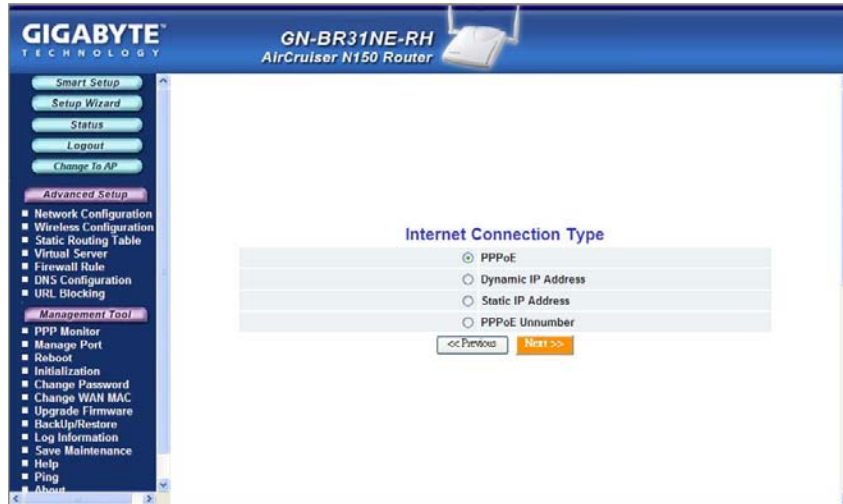 GIGABYTE™
TECHNOLOGY
GN-BR31NE-RH
AirCruiser N150 Router
Smart Setup
Setup Wizard
Status
Logout
Change To AP
Advanced Setup
Network Configuration
Wireless Configuration
Static Routing Table
Virtual Server
Firewall Rule
DNS Configuration
URL Blocking
Management Tool
PPP Monitor
Manage Port
Reboot
Initialization
Change Password
Change WAN MAC
Upgrade Firmware
BackUp/Restore
Log Information
Save Maintenance
Help
Ping
About
Internet Connection Type
PPPoE
Dynamic IP Address
Static IP Address
PPPoE Unnumber
<< Previous
Next >>